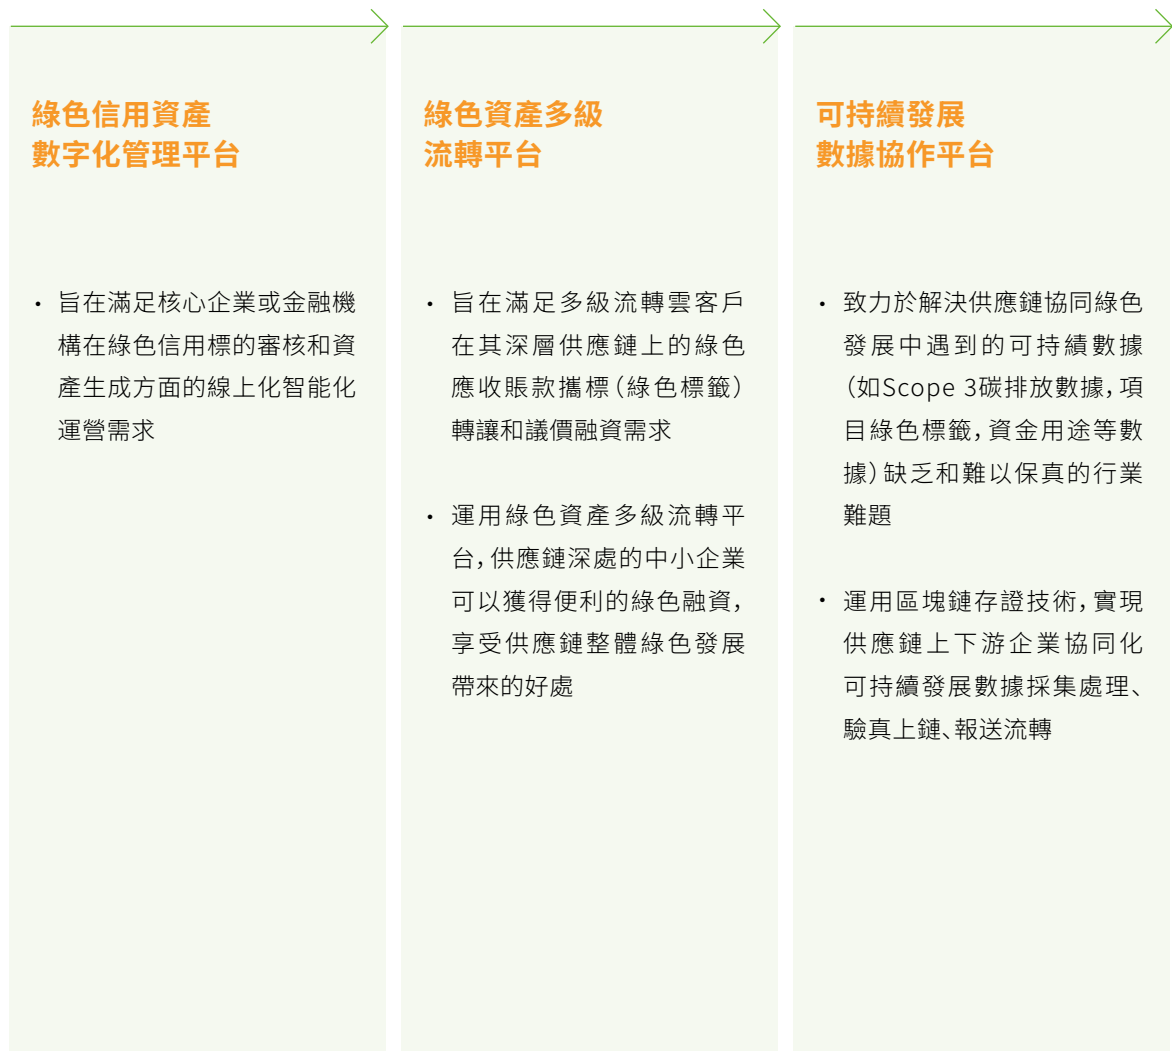 綠色信用資產
數字化管理平台
• 旨在滿足核心企業或金融機
構在綠色信用標的審核和資
產生成方面的線上化智能化
運營需求
綠色資產多級
流轉平台
• 旨在滿足多級流轉雲客戶
在其深層供應鏈上的綠色
應收賬款攜標（綠色標籤）
轉讓和議價融資需求
• 運用綠色資產多級流轉平
台，供應鏈深處的中小企業
可以獲得便利的綠色融資，
享受供應鏈整體綠色發展
帶來的好處
可持續發展
數據協作平台
• 致力於解決供應鏈協同綠色
發展中遇到的可持績數據
（如Scope 3碳排放數據，項
目綠色標籤，資金用途等數
據）缺乏和難以保真的行業
難題
• 運用區塊鏈存證技術，實現
供應鏈上下游企業協同化
可持續發展數據採集處理、
驗真上鏈、報送流轉